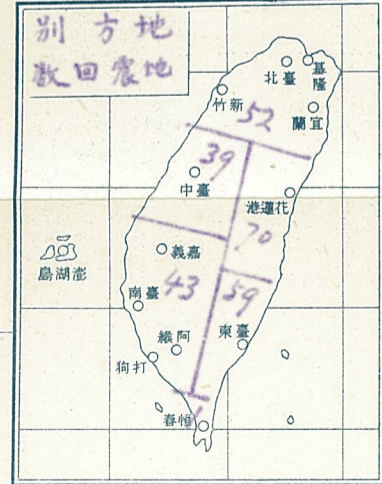 地方別
地震回数
基隆
臺北
新竹
宜蘭
52
39
臺中
花蓮港
70
嘉義
澎湖島
43
59
臺南
阿緱
臺東
打狗
恒春